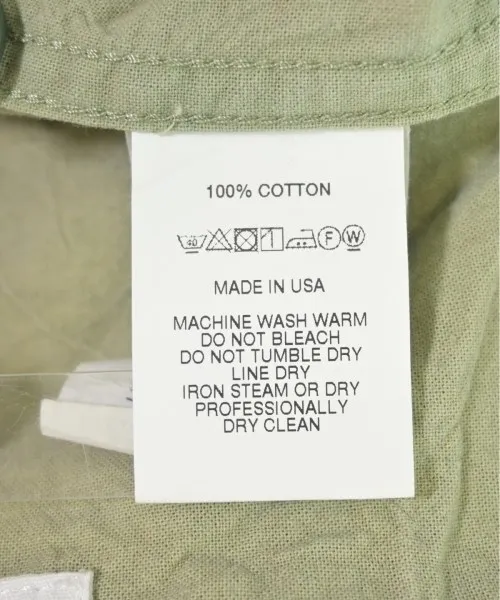 100% COTTON
40 F W
MADE IN USA
MACHINE WASH WARM
DO NOT BLEACH
DO NOT TUMBLE DRY
LINE DRY
IRON STEAM OR DRY
PROFESSIONALLY
DRY CLEAN